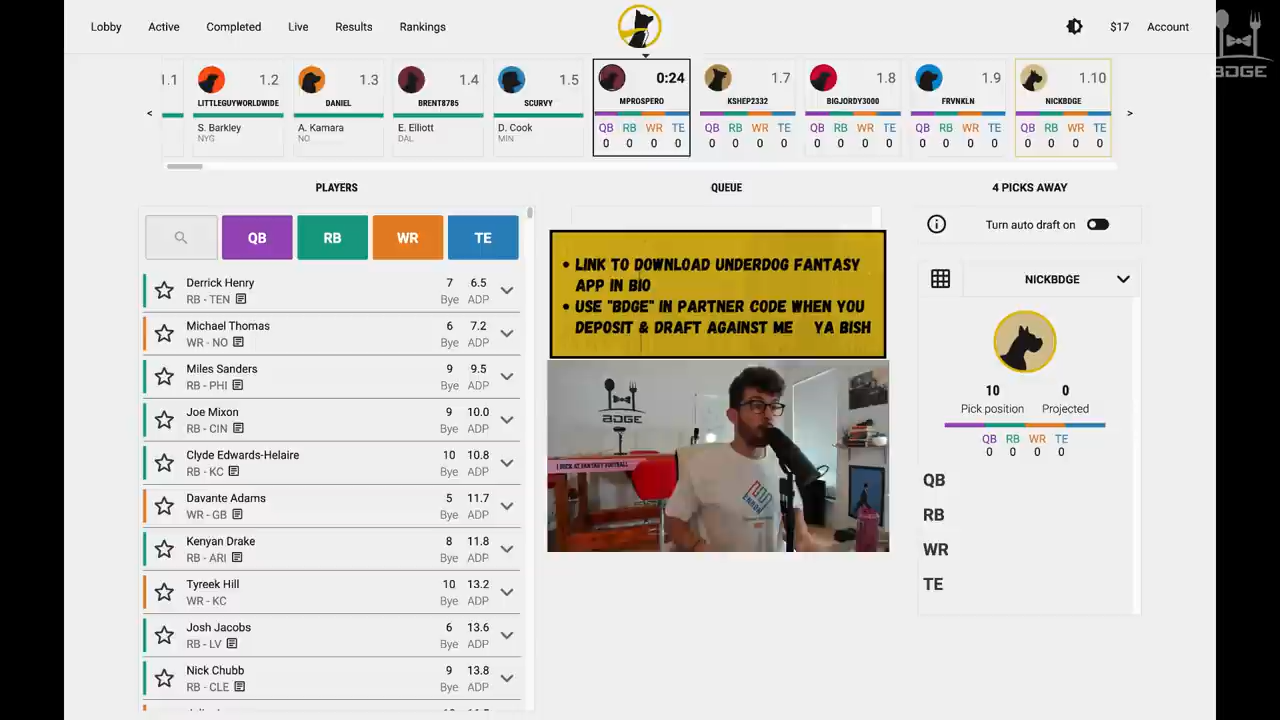 Lobby Active Completed Live Results Rankings $17 Account
BDGE
1.1 1.2 1.3 1.4 1.5 0:24 1.7 1.8 1.9 1.10
LITTLEGUYWORLDWIDE DANIEL BRENT8785 SCURVY MPROSPERO KSHEP2332 BIGJORDY3000 FRVNKLN NICKBDGE
< S. Barkley A. Kamara E. Elliott D. Cook QB RB WR TE QB RB WR TE QB RB WR TE QB RB WR TE QB RB WR TE >
NYG NO DAL MIN 0 0 0 0 0 0 0 0 0 0 0 0 0 0 0 0 0 0 0 0
PLAYERS
QB RB WR TE
Derrick Henry 7 6.5
RB - TEN Bye ADP
Michael Thomas 6 7.2
WR - NO Bye ADP
Miles Sanders 9 9.5
RB - PHI Bye ADP
Joe Mixon 9 10.0
RB - CIN Bye ADP
Clyde Edwards-Helaire 10 10.8
RB - KC Bye ADP
Davante Adams 5 11.7
WR - GB Bye ADP
Kenyan Drake 8 11.8
RB - ARI Bye ADP
Tyreek Hill 10 13.2
WR - KC Bye ADP
Josh Jacobs 6 13.6
RB - LV Bye ADP
Nick Chubb 9 13.8
RB - CLE Bye ADP
QUEUE
• LINK TO DOWNLOAD UNDERDOG FANTASY
APP IN BIO
• USE "BDGE" IN PARTNER CODE WHEN YOU
DEPOSIT & DRAFT AGAINST ME YA BISH
BDGE
I SUCK AT FANTASY FOOTBALL
ERROR
4 PICKS AWAY
Turn auto draft on
NICKBDGE
10 0
Pick position Projected
QB RB WR TE
0 0 0 0
QB
RB
WR
TE